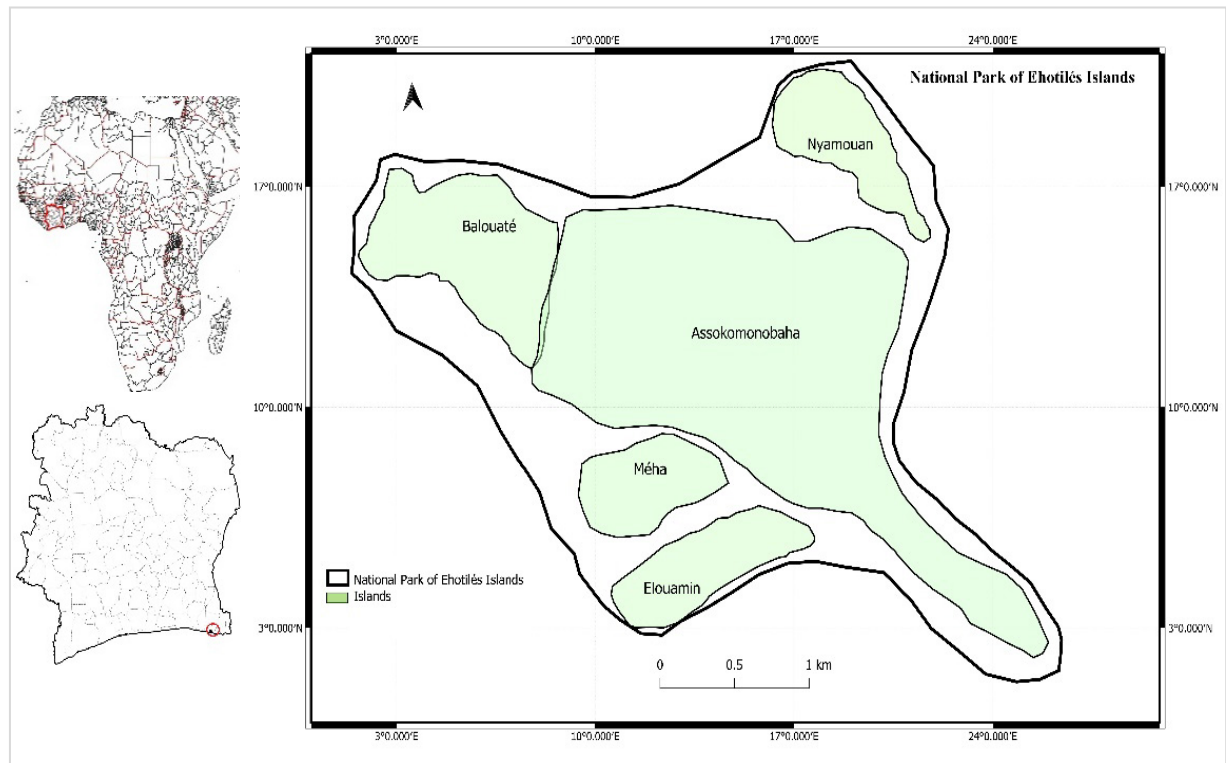 3°0.000'E 10°0.000'E 17°0.000'E 24°0.000'E
National Park of Ehotilés Islands
Nyamouan
17°0.000'N 17°0.000'N
Balouaté
Assokomonobaha
10°0.000'N 10°0.000'N
Méha
National Park of Ehotilés Islands
Islands
Elouamin
3°0.000'N 3°0.000'N
0 0.5 1 km
3°0.000'E 10°0.000'E 17°0.000'E 24°0.000'E